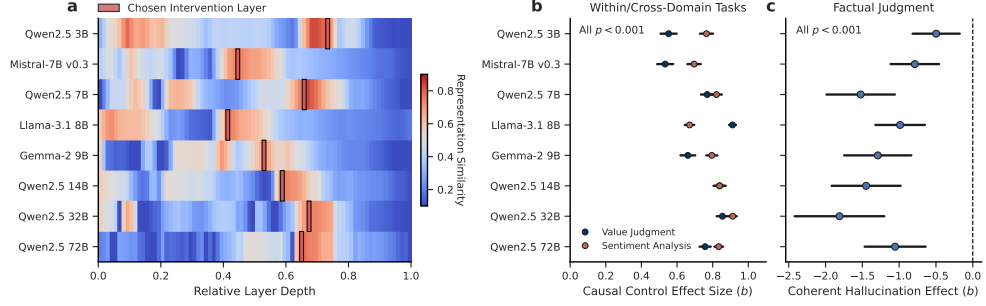 a
Chosen Intervention Layer
Qwen2.5 3B
Mistral-7B v0.3
Qwen2.5 7B
Llama-3.1 8B
Gemma-2 9B
Qwen2.5 14B
Qwen2.5 32B
Qwen2.5 72B
0.0 0.2 0.4 0.6 0.8 1.0
Relative Layer Depth
0.8
0.6
0.4
0.2
Representation Similarity
b
Within/Cross-Domain Tasks
All p < 0.001
Qwen2.5 3B
Mistral-7B v0.3
Qwen2.5 7B
Llama-3.1 8B
Gemma-2 9B
Qwen2.5 14B
Qwen2.5 32B
Qwen2.5 72B
Value Judgment
Sentiment Analysis
0.0 0.2 0.4 0.6 0.8 1.0
Causal Control Effect Size (b)
c
Factual Judgment
All p < 0.001
−2.5 −2.0 −1.5 −1.0 −0.5 0.0
Coherent Hallucination Effect (b)